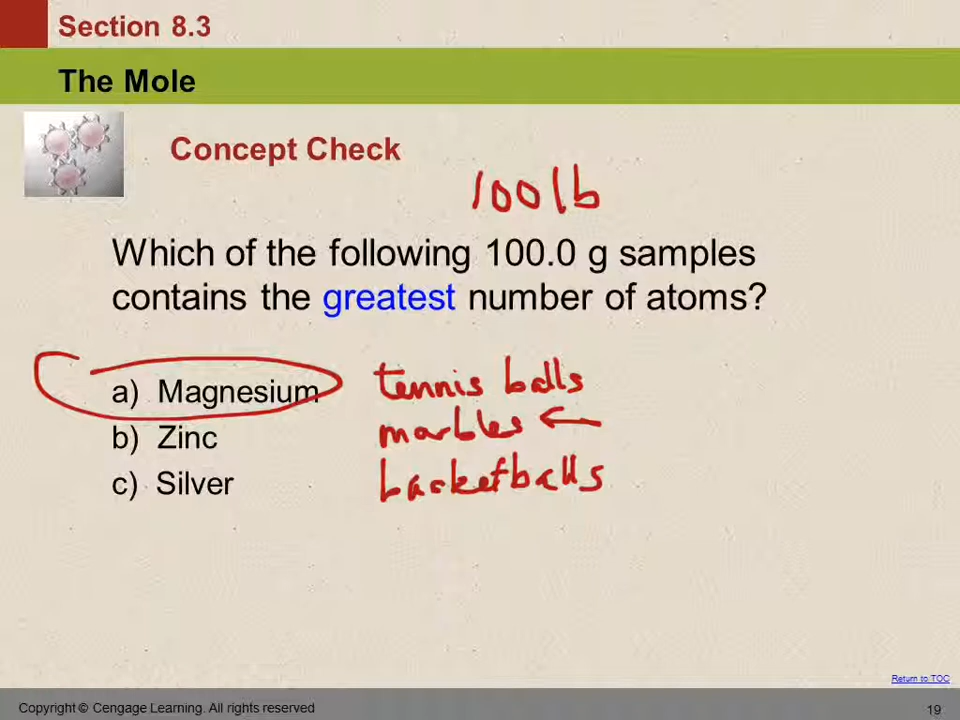 Section 8.3
The Mole
Concept Check
100 lb
Which of the following 100.0 g samples
contains the greatest number of atoms?
a) Magnesium tennis balls
b) Zinc marbles ←
c) Silver basketballs
Return to TOC
Copyright © Cengage Learning. All rights reserved 19